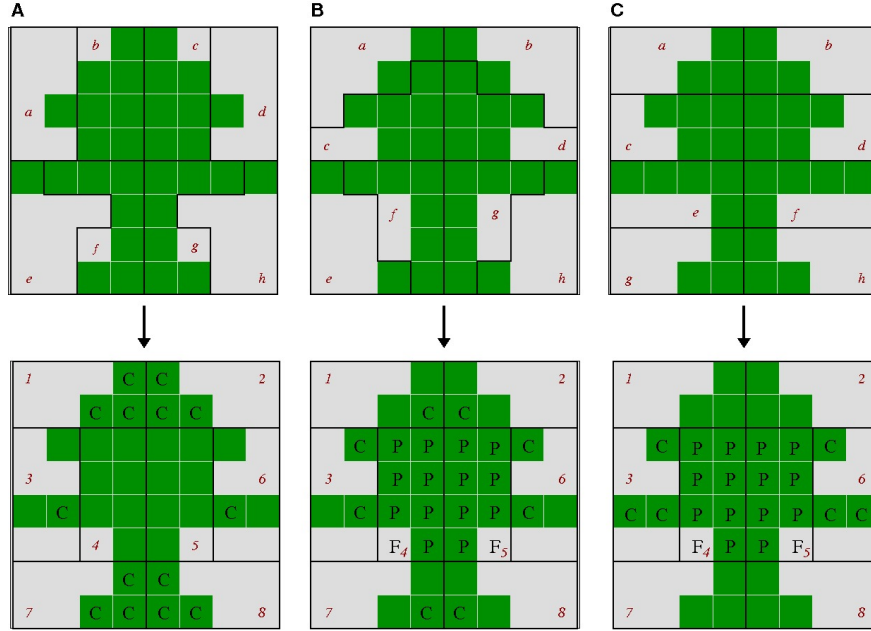 A B C
b c a b a b
a d c d c d
f g e f
f g
e h e h g h
1 C C 2 1 2 1 2
C C C C C C
C P P P P C C P P P P C
3 6 3 P P P P 6 3 P P P P 6
C C C P P P P C C C P P P P C C
4 5 F4 P P F5 F4 P P F5
C C
7 C C C C 8 7 C C 8 7 8